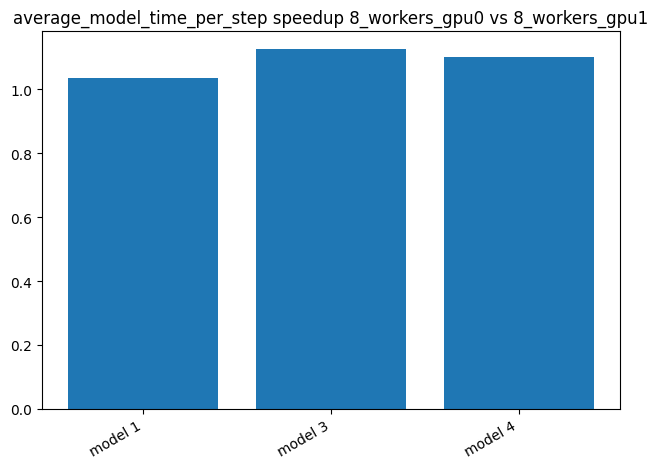 average_model_time_per_step speedup 8_workers_gpu0 vs 8_workers_gpu1
1.0
0.8
0.6
0.4
0.2
0.0
model 1
model 3
model 4